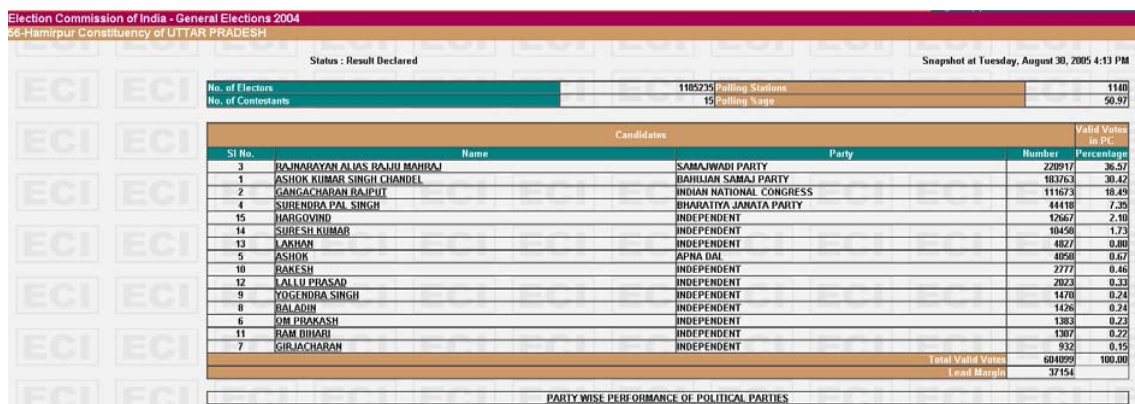 Election Commission of India - General Elections 2004
56-Hamirpur Constituency of UTTAR PRADESH
Status : Result Declared Snapshot at Tuesday, August 30, 2005 4:13 PM
No. of Electors 1185235 Polling Stations 1140
No. of Contestants 15 Polling %age 50.97
Candidates Valid Votes in PC
Sl No. Name Party Number Percentage
3 RAJNARAYAN ALIAS RAJJU MAHRAJ SAMAJWADI PARTY 220917 36.57
1 ASHOK KUMAR SINGH CHANDEL BAHUJAN SAMAJ PARTY 183763 30.42
2 GANGACHARAN RAJPUT INDIAN NATIONAL CONGRESS 111673 18.49
4 SURENDRA PAL SINGH BHARATIYA JANATA PARTY 44418 7.35
15 HARGOVIND INDEPENDENT 12667 2.10
14 SURESH KUMAR INDEPENDENT 10458 1.73
13 LAKHAN INDEPENDENT 4827 0.80
5 ASHOK APNA DAL 4058 0.67
10 RAKESH INDEPENDENT 2777 0.46
12 LALLU PRASAD INDEPENDENT 2023 0.33
9 YOGENDRA SINGH INDEPENDENT 1470 0.24
8 BALADIN INDEPENDENT 1426 0.24
6 OM PRAKASH INDEPENDENT 1383 0.23
11 RAM BIHARI INDEPENDENT 1307 0.22
7 GIRJACHARAN INDEPENDENT 932 0.15
Total Valid Votes 604099 100.00
Lead Margin 37154
PARTY WISE PERFORMANCE OF POLITICAL PARTIES